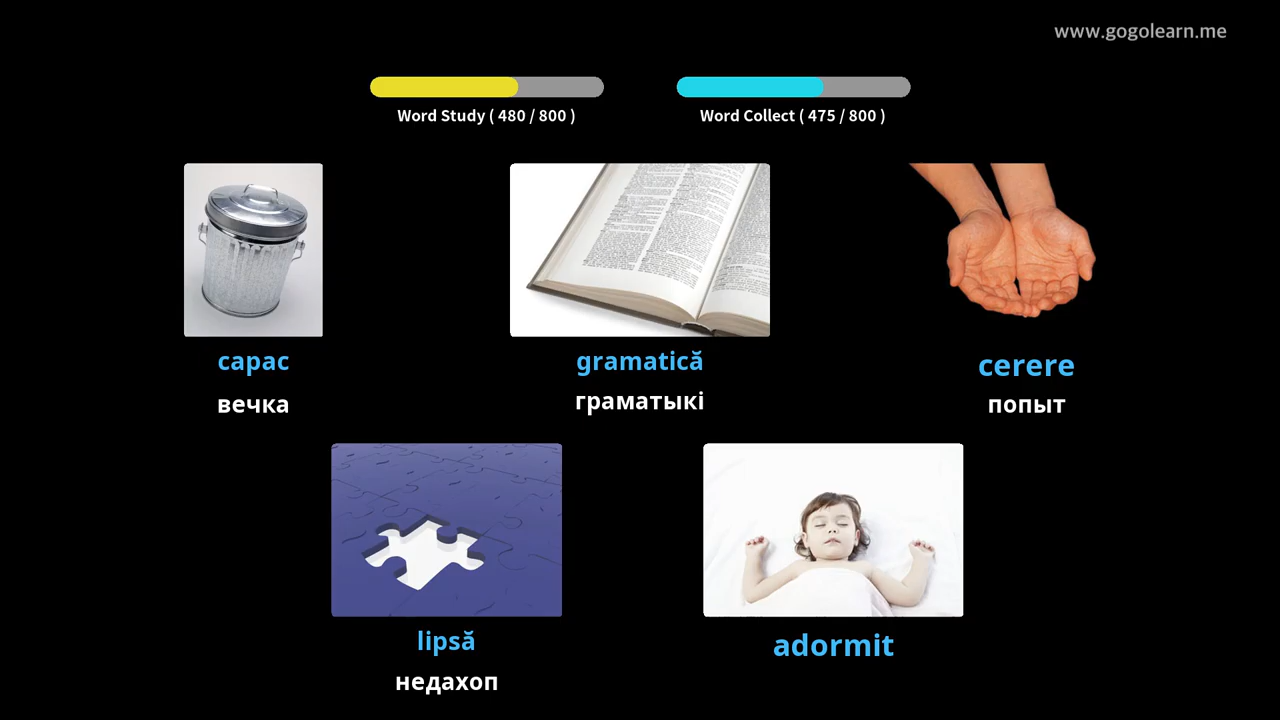 www.gogolearn.me
Word Study ( 480 / 800 )
Word Collect ( 475 / 800 )
capac
вечка
gramatică
граматыкі
cerere
попыт
lipsă
недахоп
adormit